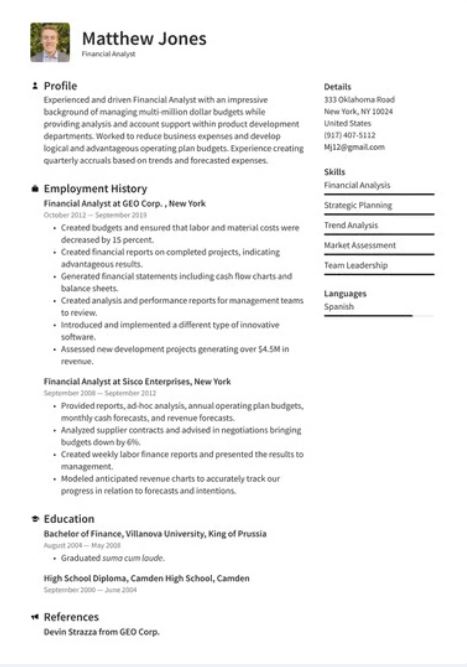 Matthew Jones
Financial Analyst
Profile
Experienced and driven Financial Analyst with an impressive
background of managing multi-million dollar budgets while
providing analysis and account support within product development
departments. Worked to reduce business expenses and develop
logical and advantageous operating plan budgets. Experience creating
quarterly accruals based on trends and forecasted expenses.
Employment History
Financial Analyst at GEO Corp. , New York
October 2012 — September 2019
• Created budgets and ensured that labor and material costs were
decreased by 15 percent.
• Created financial reports on completed projects, indicating
advantageous results.
• Generated financial statements including cash flow charts and
balance sheets.
• Created analysis and performance reports for management teams
to review.
• Introduced and implemented a different type of innovative
software.
• Assessed new development projects generating over $4.5M in
revenue.
Financial Analyst at Sisco Enterprises, New York
September 2008 — September 2012
• Provided reports, ad-hoc analysis, annual operating plan budgets,
monthly cash forecasts, and revenue forecasts.
• Analyzed supplier contracts and advised in negotiations bringing
budgets down by 6%.
• Created weekly labor finance reports and presented the results to
management.
• Modeled anticipated revenue charts to accurately track our
progress in relation to forecasts and intentions.
Education
Bachelor of Finance, Villanova University, King of Prussia
August 2004 — May 2008
• Graduated suma cum laude.
High School Diploma, Camden High School, Camden
September 2000 — June 2004
References
Devin Strazza from GEO Corp.
Details
333 Oklahoma Road
New York, NY 10024
United States
(917) 407-5112
Mj12@gmail.com
Skills
Financial Analysis
Strategic Planning
Trend Analysis
Market Assessment
Team Leadership
Languages
Spanish